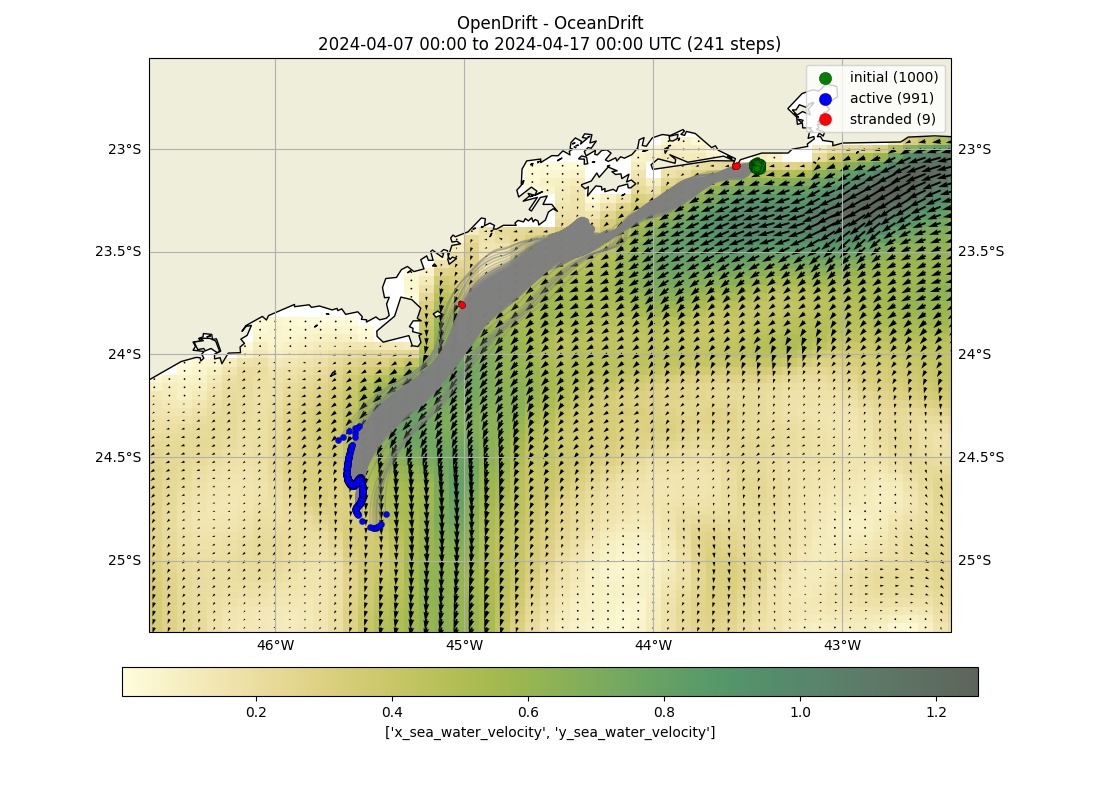 OpenDrift - OceanDrift
2024-04-07 00:00 to 2024-04-17 00:00 UTC (241 steps)
initial (1000)
active (991)
stranded (9)
23°S 23°S
23.5°S 23.5°S
24°S 24°S
24.5°S 24.5°S
25°S 25°S
46°W 45°W 44°W 43°W
0.2 0.4 0.6 0.8 1.0 1.2
['x_sea_water_velocity', 'y_sea_water_velocity']